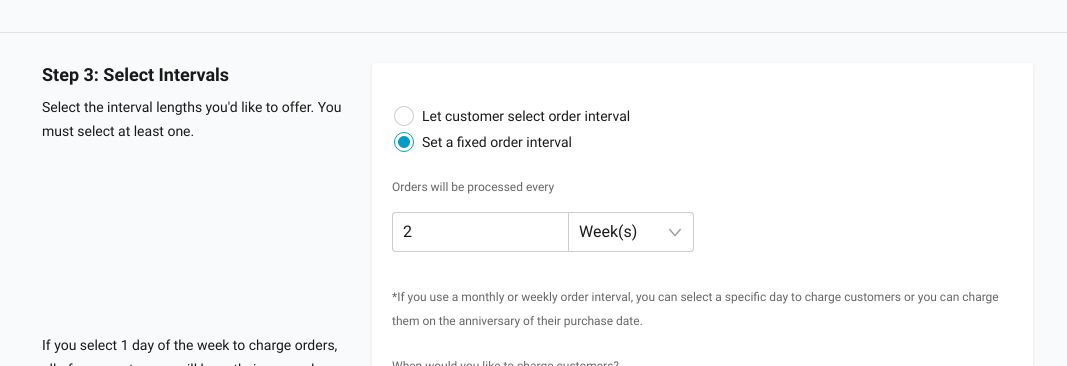 Step 3: Select Intervals
Select the interval lengths you'd like to offer. You
must select at least one.
Let customer select order interval
Set a fixed order interval
Orders will be processed every
2
Week(s)
*If you use a monthly or weekly order interval, you can select a specific day to charge customers or you can charge
them on the anniversary of their purchase date.
If you select 1 day of the week to charge orders,
When would you like to charge customers?